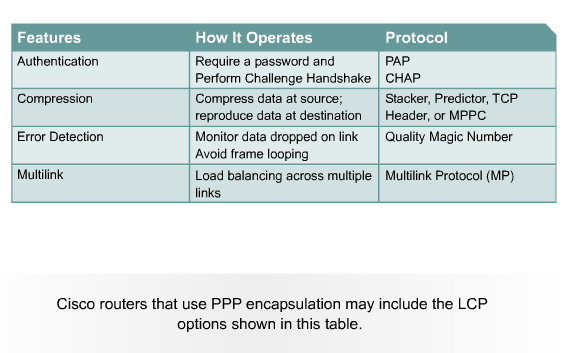 Features How It Operates Protocol
Authentication Require a password and PAP
Perform Challenge Handshake CHAP
Compression Compress data at source; Stacker, Predictor, TCP
reproduce data at destination Header, or MPPC
Error Detection Monitor data dropped on link Quality Magic Number
Avoid frame looping
Multilink Load balancing across multiple Multilink Protocol (MP)
links
Cisco routers that use PPP encapsulation may include the LCP
options shown in this table.